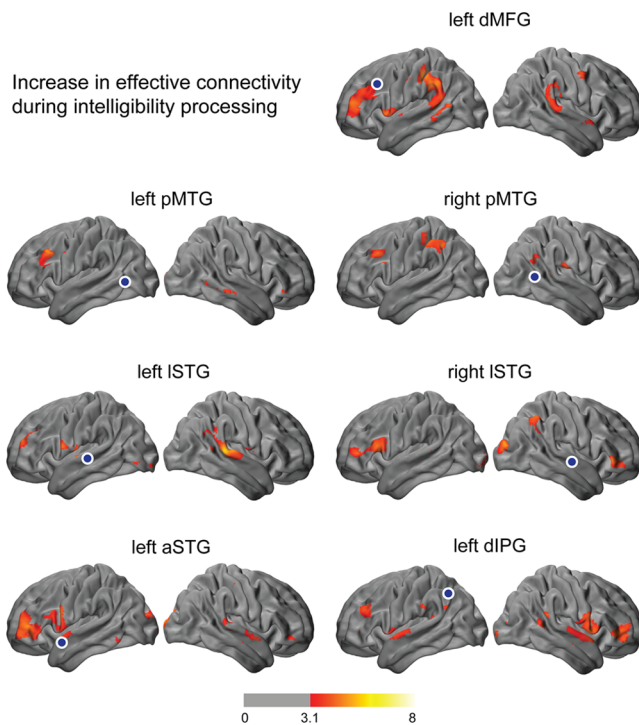 left dMFG
Increase in effective connectivity
during intelligibility processing
left pMTG
right pMTG
left lSTG
right lSTG
left aSTG
left dIPG
0
3.1
8